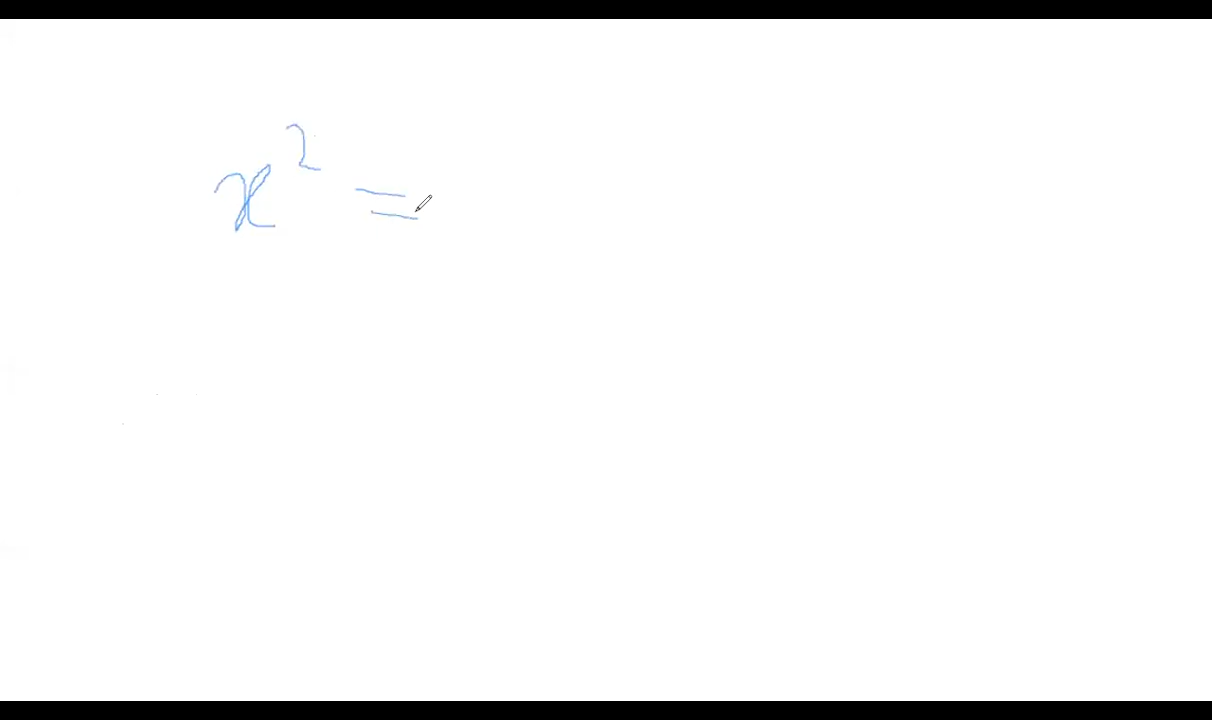 x² =